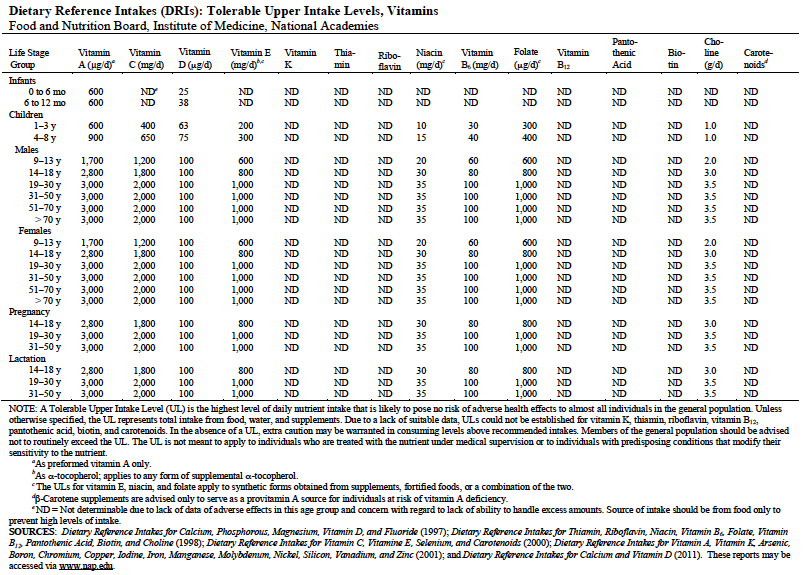 Dietary Reference Intakes (DRIs): Tolerable Upper Intake Levels, Vitamins
Food and Nutrition Board, Institute of Medicine, National Academies
Life Stage Group Vitamin A (µg/d)a Vitamin C (mg/d) Vitamin D (µg/d) Vitamin E (mg/d)b,c Vitamin K Thia-min Ribo-flavin Niacin (mg/d)c Vitamin B6 (mg/d) Folate (µg/d)c Vitamin B12 Panto-thenic Acid Bio-tin Cho-line (g/d) Carote-noidsd
Infants
0 to 6 mo 600 NDe 25 ND ND ND ND ND ND ND ND ND ND ND ND
6 to 12 mo 600 ND 38 ND ND ND ND ND ND ND ND ND ND ND ND
Children
1–3 y 600 400 63 200 ND ND ND 10 30 300 ND ND ND 1.0 ND
4–8 y 900 650 75 300 ND ND ND 15 40 400 ND ND ND 1.0 ND
Males
9–13 y 1,700 1,200 100 600 ND ND ND 20 60 600 ND ND ND 2.0 ND
14–18 y 2,800 1,800 100 800 ND ND ND 30 80 800 ND ND ND 3.0 ND
19–30 y 3,000 2,000 100 1,000 ND ND ND 35 100 1,000 ND ND ND 3.5 ND
31–50 y 3,000 2,000 100 1,000 ND ND ND 35 100 1,000 ND ND ND 3.5 ND
51–70 y 3,000 2,000 100 1,000 ND ND ND 35 100 1,000 ND ND ND 3.5 ND
> 70 y 3,000 2,000 100 1,000 ND ND ND 35 100 1,000 ND ND ND 3.5 ND
Females
9–13 y 1,700 1,200 100 600 ND ND ND 20 60 600 ND ND ND 2.0 ND
14–18 y 2,800 1,800 100 800 ND ND ND 30 80 800 ND ND ND 3.0 ND
19–30 y 3,000 2,000 100 1,000 ND ND ND 35 100 1,000 ND ND ND 3.5 ND
31–50 y 3,000 2,000 100 1,000 ND ND ND 35 100 1,000 ND ND ND 3.5 ND
51–70 y 3,000 2,000 100 1,000 ND ND ND 35 100 1,000 ND ND ND 3.5 ND
> 70 y 3,000 2,000 100 1,000 ND ND ND 35 100 1,000 ND ND ND 3.5 ND
Pregnancy
14–18 y 2,800 1,800 100 800 ND ND ND 30 80 800 ND ND ND 3.0 ND
19–30 y 3,000 2,000 100 1,000 ND ND ND 35 100 1,000 ND ND ND 3.5 ND
31–50 y 3,000 2,000 100 1,000 ND ND ND 35 100 1,000 ND ND ND 3.5 ND
Lactation
14–18 y 2,800 1,800 100 800 ND ND ND 30 80 800 ND ND ND 3.0 ND
19–30 y 3,000 2,000 100 1,000 ND ND ND 35 100 1,000 ND ND ND 3.5 ND
31–50 y 3,000 2,000 100 1,000 ND ND ND 35 100 1,000 ND ND ND 3.5 ND
NOTE: A Tolerable Upper Intake Level (UL) is the highest level of daily nutrient intake that is likely to pose no risk of adverse health effects to almost all individuals in the general population. Unless
otherwise specified, the UL represents total intake from food, water, and supplements. Due to a lack of suitable data, ULs could not be established for vitamin K, thiamin, riboflavin, vitamin B12,
pantothenic acid, biotin, and carotenoids. In the absence of a UL, extra caution may be warranted in consuming levels above recommended intakes. Members of the general population should be advised
not to routinely exceed the UL. The UL is not meant to apply to individuals who are treated with the nutrient under medical supervision or to individuals with predisposing conditions that modify their
sensitivity to the nutrient.
aAs preformed vitamin A only.
bAs α-tocopherol; applies to any form of supplemental α-tocopherol.
cThe ULs for vitamin E, niacin, and folate apply to synthetic forms obtained from supplements, fortified foods, or a combination of the two.
dβ-Carotene supplements are advised only to serve as a provitamin A source for individuals at risk of vitamin A deficiency.
eND = Not determinable due to lack of data of adverse effects in this age group and concern with regard to lack of ability to handle excess amounts. Source of intake should be from food only to
prevent high levels of intake.
SOURCES: Dietary Reference Intakes for Calcium, Phosphorous, Magnesium, Vitamin D, and Fluoride (1997); Dietary Reference Intakes for Thiamin, Riboflavin, Niacin, Vitamin B6, Folate, Vitamin
B12, Pantothenic Acid, Biotin, and Choline (1998); Dietary Reference Intakes for Vitamin C, Vitamine E, Selenium, and Carotenoids (2000); Dietary Reference Intakes for Vitamin A, Vitamin K, Arsenic,
Boron, Chromium, Copper, Iodine, Iron, Manganese, Molybdenum, Nickel, Silicon, Vanadium, and Zinc (2001); and Dietary Reference Intakes for Calcium and Vitamin D (2011). These reports may be
accessed via www.nap.edu.